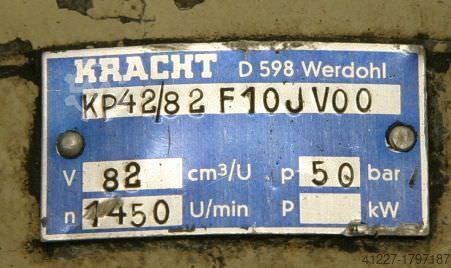 KRACHT D 598 Werdohl
KP42/82 F10JV00
V 82 cm³/U p 50 bar
n 1450 U/min P kW
41227-1797187